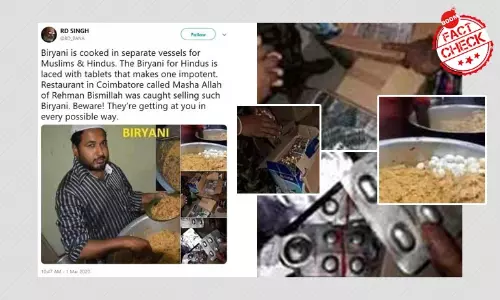 RD SINGH
Follow
Biryani is cooked in separate vessels for
Muslims & Hindus. The Biryani for Hindus is
laced with tablets that makes one impotent.
Restaurant in Coimbatore called Masha Allah
of Rehman Bismillah was caught selling such
Biryani. Beware! They're getting at you in
every possible way.
BIRYANI
BOOM
FACT
CHECK